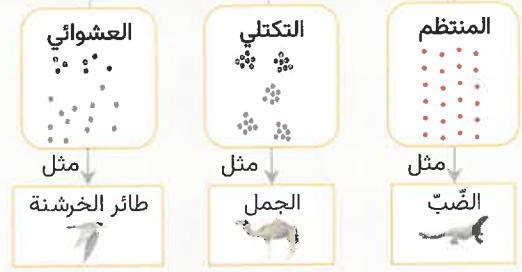 المنتظم
التكتلي
العشوائي
مثل
مثل
مثل
الضّبّ
الجمل
طائر الخرشنة